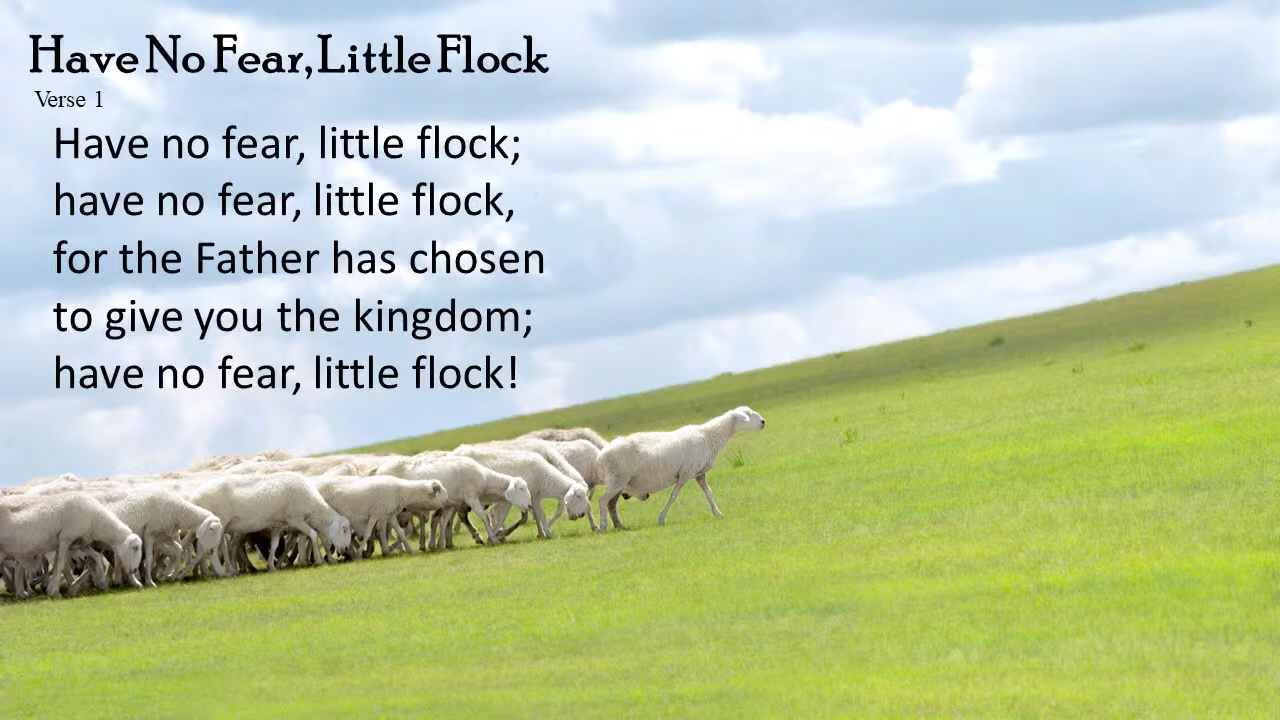 Have No Fear, Little Flock
Verse 1
Have no fear, little flock;
have no fear, little flock,
for the Father has chosen
to give you the kingdom;
have no fear, little flock!